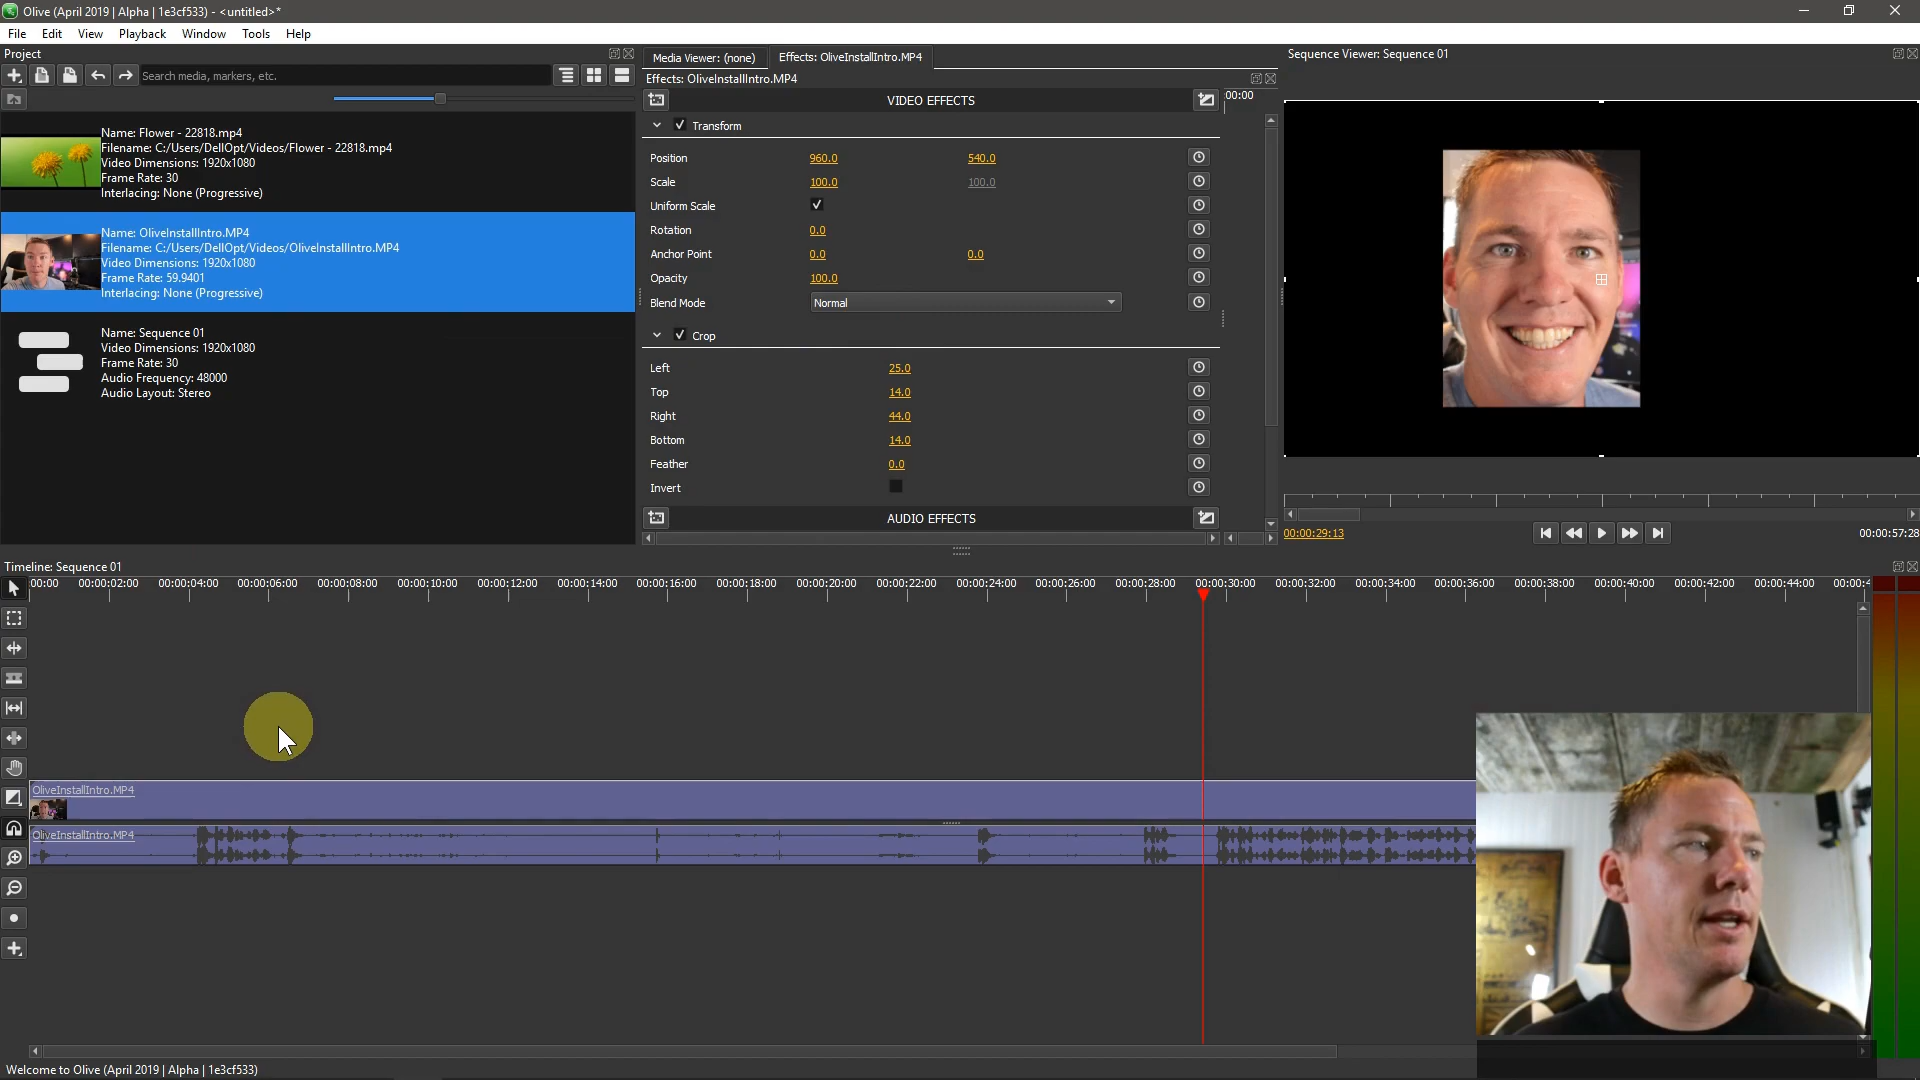 Olive (April 2019 | Alpha | 1e3cf533) - <untitled>*
File Edit View Playback Window Tools Help
Project
Search media, markers, etc.
Name: Flower - 22818.mp4
Filename: C:/Users/DellOpt/Videos/Flower - 22818.mp4
Video Dimensions: 1920x1080
Frame Rate: 30
Interlacing: None (Progressive)
Name: OliveInstallIntro.MP4
Filename: C:/Users/DellOpt/Videos/OliveInstallIntro.MP4
Video Dimensions: 1920x1080
Frame Rate: 59.9401
Interlacing: None (Progressive)
Name: Sequence 01
Video Dimensions: 1920x1080
Frame Rate: 30
Audio Frequency: 48000
Audio Layout: Stereo
Media Viewer: (none) Effects: OliveInstallIntro.MP4
Effects: OliveInstallIntro.MP4
VIDEO EFFECTS
00:00
Transform
Position 960.0 540.0
Scale 100.0 100.0
Uniform Scale
Rotation 0.0
Anchor Point 0.0 0.0
Opacity 100.0
Blend Mode Normal
Crop
Left 25.0
Top 14.0
Right 44.0
Bottom 14.0
Feather 0.0
Invert
AUDIO EFFECTS
Sequence Viewer: Sequence 01
00:00:29:13 00:00:57:28
Timeline: Sequence 01
00:00 00:00:02:00 00:00:04:00 00:00:06:00 00:00:08:00 00:00:10:00 00:00:12:00 00:00:14:00 00:00:16:00 00:00:18:00 00:00:20:00 00:00:22:00 00:00:24:00 00:00:26:00 00:00:28:00 00:00:30:00 00:00:32:00 00:00:34:00 00:00:36:00 00:00:38:00 00:00:40:00 00:00:42:00 00:00:44:00 00:00:4
OliveInstallIntro.MP4
OliveInstallIntro.MP4
Welcome to Olive (April 2019 | Alpha | 1e3cf533)